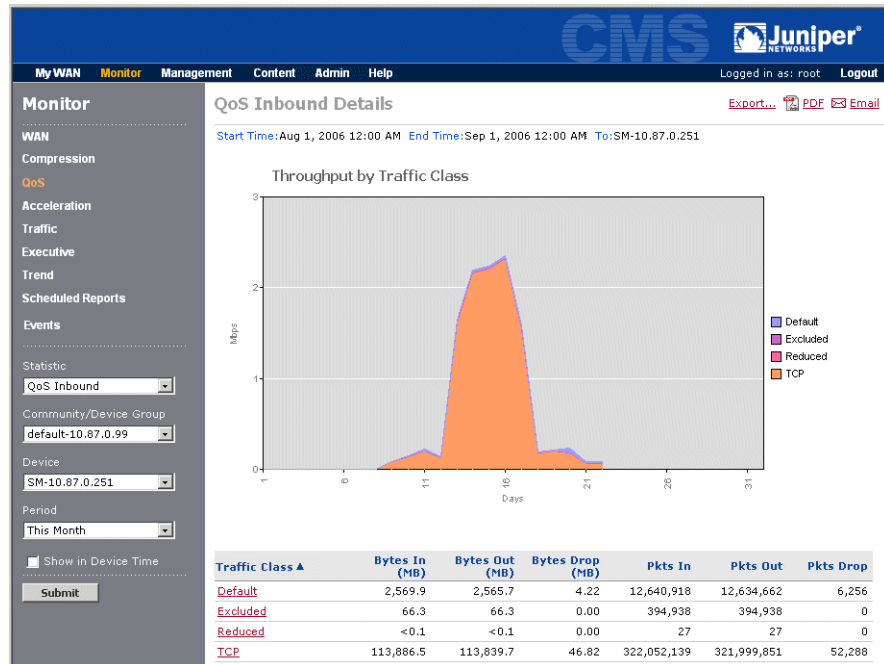 CMS
Juniper®
NETWORKS
My WAN Monitor Management Content Admin Help Logged in as: root Logout
Monitor
WAN
Compression
QoS
Acceleration
Traffic
Executive
Trend
Scheduled Reports
Events
Statistic
QoS Inbound
Community/Device Group
default-10.87.0.99
Device
SM-10.87.0.251
Period
This Month
Show in Device Time
Submit
QoS Inbound Details
Export... PDF Email
Start Time:Aug 1, 2006 12:00 AM End Time:Sep 1, 2006 12:00 AM To:SM-10.87.0.251
Throughput by Traffic Class
3
2
1
0
Mbps
1 6 11 16 21 26 31
Days
Default
Excluded
Reduced
TCP
Traffic Class Bytes In (MB) Bytes Out (MB) Bytes Drop (MB) Pkts In Pkts Out Pkts Drop
Default 2,569.9 2,565.7 4.22 12,640,918 12,634,662 6,256
Excluded 66.3 66.3 0.00 394,938 394,938 0
Reduced <0.1 <0.1 0.00 27 27 0
TCP 113,886.5 113,839.7 46.82 322,052,139 321,999,851 52,288